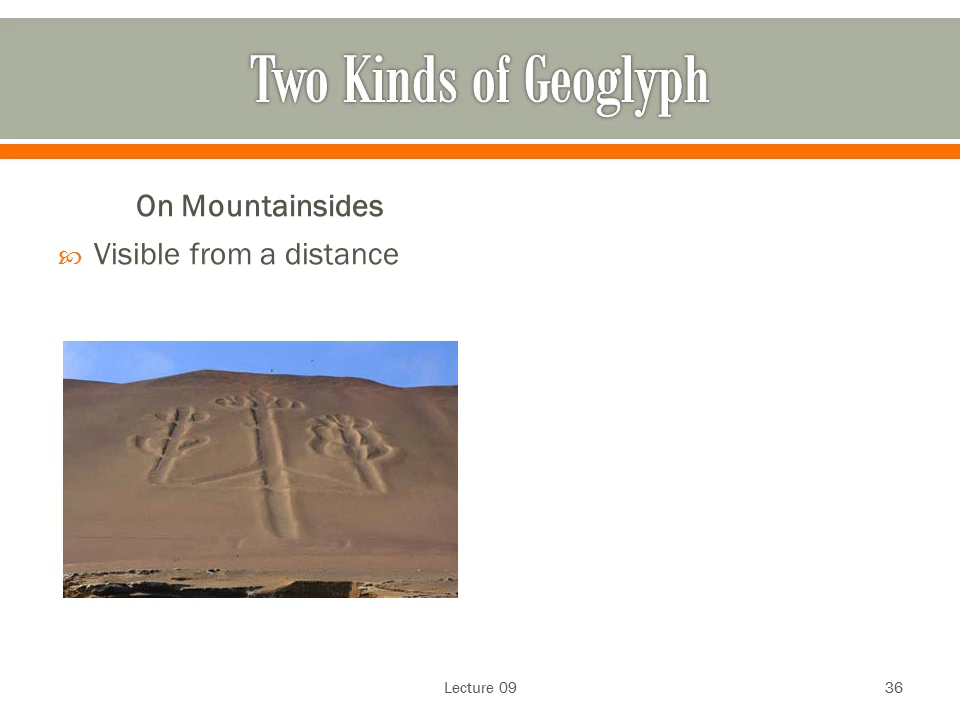 Two Kinds of Geoglyph
On Mountainsides
Visible from a distance
Lecture 09
36